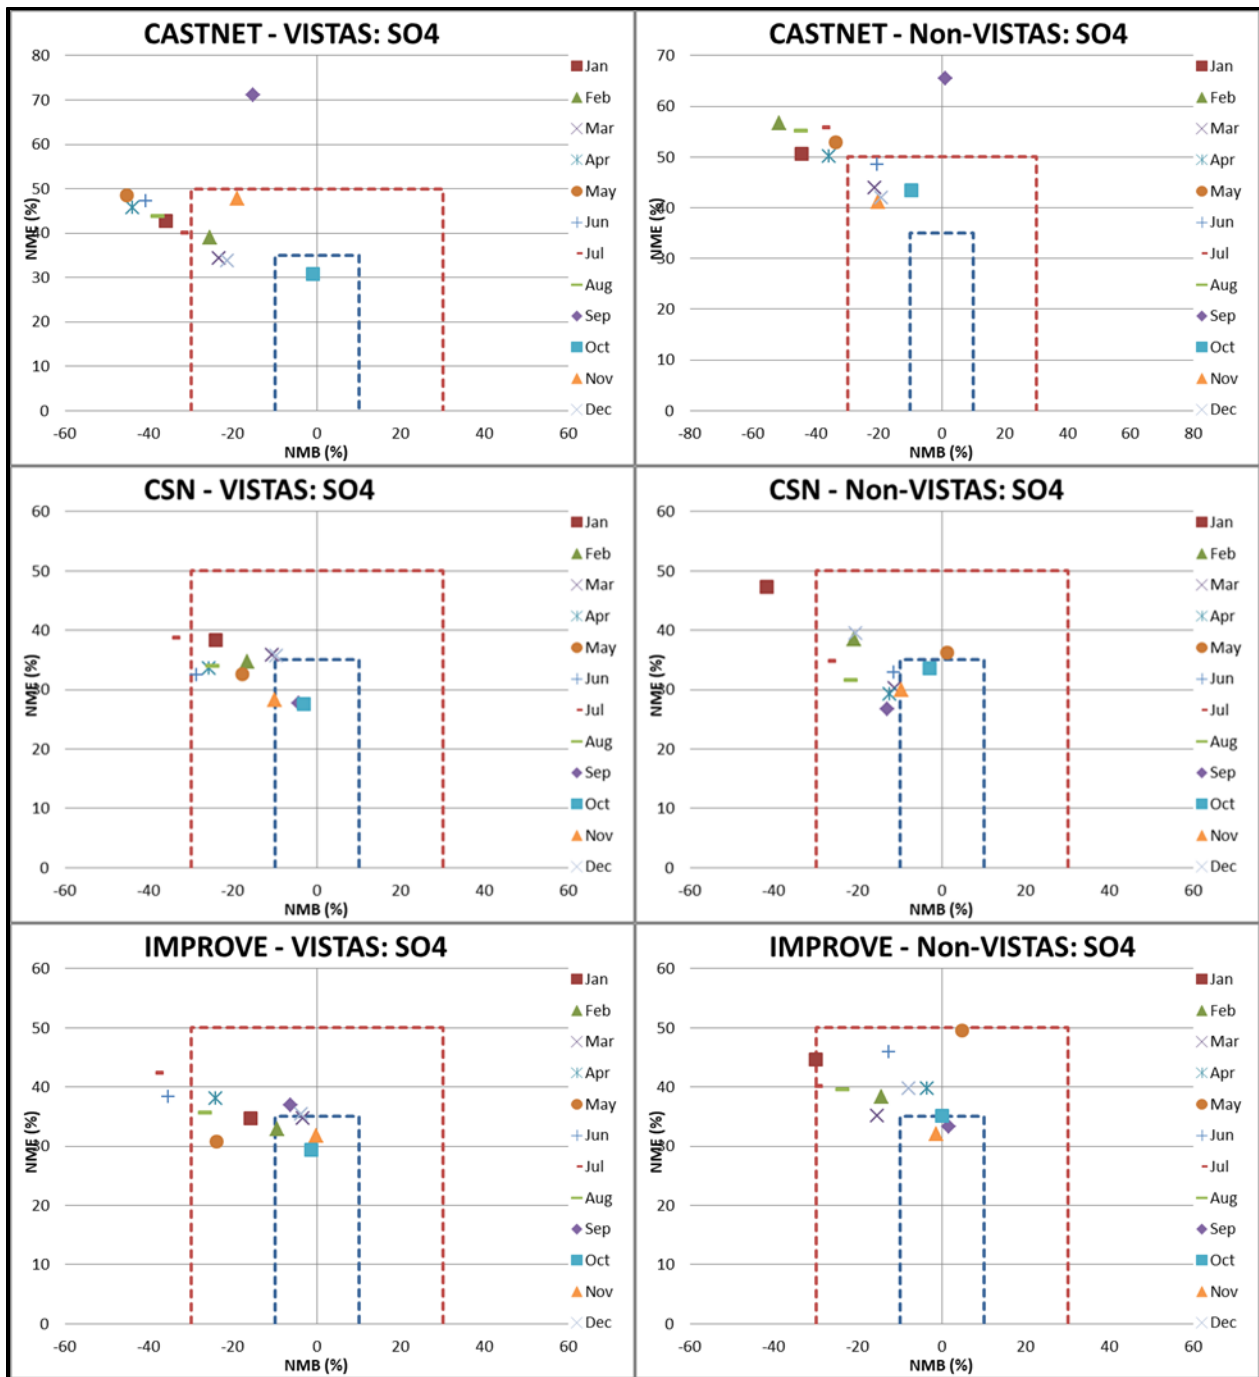 CASTNET - VISTAS: SO4
80
70
60
50
40
30
20
10
0
NME (%)
-60 -40 -20 0 20 40 60
NMB (%)
Jan
Feb
Mar
Apr
May
Jun
Jul
Aug
Sep
Oct
Nov
Dec
CASTNET - Non-VISTAS: SO4
70
60
50
40
30
20
10
0
NME (%)
-80 -60 -40 -20 0 20 40 60 80
NMB (%)
Jan
Feb
Mar
Apr
May
Jun
Jul
Aug
Sep
Oct
Nov
Dec
CSN - VISTAS: SO4
60
50
40
30
20
10
0
NME (%)
-60 -40 -20 0 20 40 60
NMB (%)
Jan
Feb
Mar
Apr
May
Jun
Jul
Aug
Sep
Oct
Nov
Dec
CSN - Non-VISTAS: SO4
60
50
40
30
20
10
0
NME (%)
-60 -40 -20 0 20 40 60
NMB (%)
Jan
Feb
Mar
Apr
May
Jun
Jul
Aug
Sep
Oct
Nov
Dec
IMPROVE - VISTAS: SO4
60
50
40
30
20
10
0
NME (%)
-60 -40 -20 0 20 40 60
NMB (%)
Jan
Feb
Mar
Apr
May
Jun
Jul
Aug
Sep
Oct
Nov
Dec
IMPROVE - Non-VISTAS: SO4
60
50
40
30
20
10
0
NME (%)
-60 -40 -20 0 20 40 60
NMB (%)
Jan
Feb
Mar
Apr
May
Jun
Jul
Aug
Sep
Oct
Nov
Dec